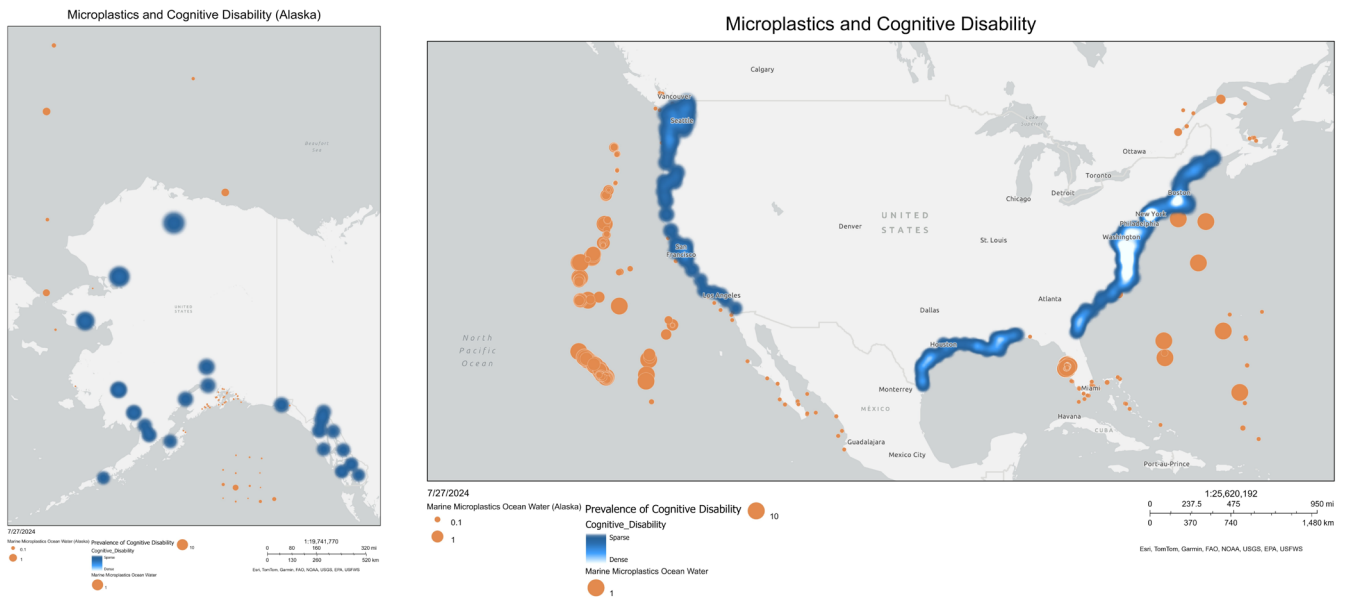 Microplastics and Cognitive Disability (Alaska)
Beaufort
Sea
UNITED
STATES
7/27/2024
Marine Microplastics Ocean Water (Alaska)
0.1
1
Prevalence of Cognitive Disability
10
Cognitive_Disability
Sparse
Dense
Marine Microplastics Ocean Water
1
1:19,741,770
0 80 160 320 mi
0 130 260 520 km
Esri, TomTom, Garmin, FAO, NOAA, USGS, EPA, USFWS
Microplastics and Cognitive Disability
Calgary
Vancouver
Seattle
Lake
Superior
Ottawa
Toronto
Boston
Detroit
Chicago
New York
Philadelphia
UNITED
STATES
Denver
Washington
St. Louis
San
Francisco
Los Angeles
Atlanta
Dallas
North
Pacific
Ocean
Houston
Monterrey
Miami
MÉXICO
Havana
CUBA
Guadalajara
Mexico City
Port-au-Prince
7/27/2024
Marine Microplastics Ocean Water (Alaska)
0.1
1
Prevalence of Cognitive Disability
10
Cognitive_Disability
Sparse
Dense
Marine Microplastics Ocean Water
1
1:25,620,192
0 237.5 475 950 mi
0 370 740 1,480 km
Esri, TomTom, Garmin, FAO, NOAA, USGS, EPA, USFWS